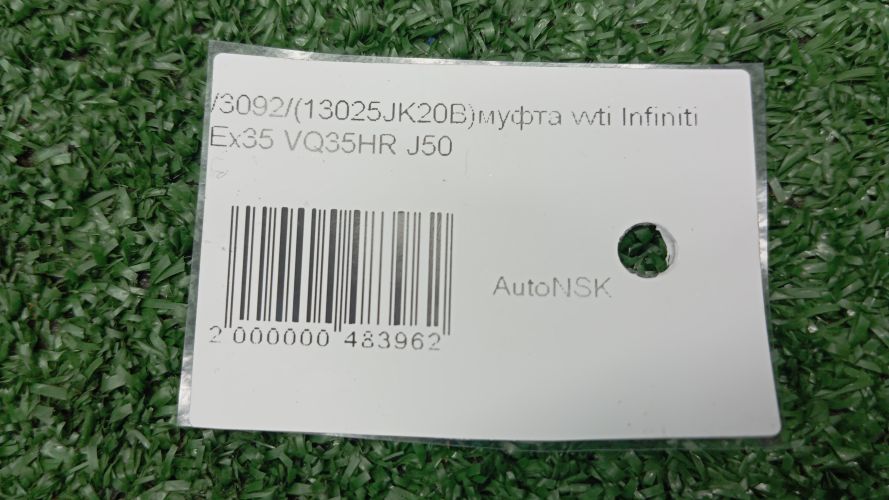 /3092/(13025JK20B)муфта vvti Infiniti
Ex35 VQ35HR J50
AutoNSK
2 000000 483962